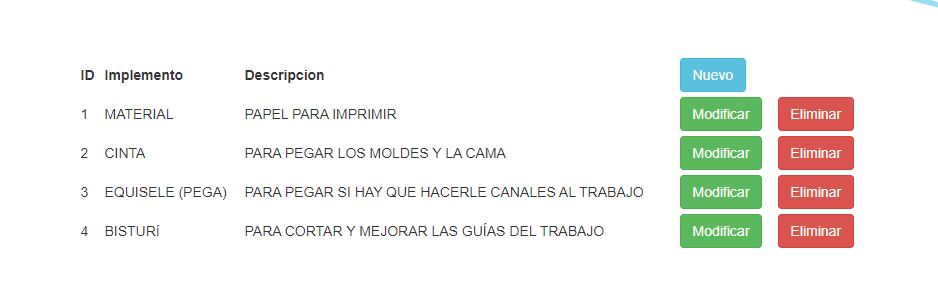 ID Implemento Descripcion Nuevo
1 MATERIAL PAPEL PARA IMPRIMIR Modificar Eliminar
2 CINTA PARA PEGAR LOS MOLDES Y LA CAMA Modificar Eliminar
3 EQUISELE (PEGA) PARA PEGAR SI HAY QUE HACERLE CANALES AL TRABAJO Modificar Eliminar
4 BISTURí PARA CORTAR Y MEJORAR LAS GUÍAS DEL TRABAJO Modificar Eliminar